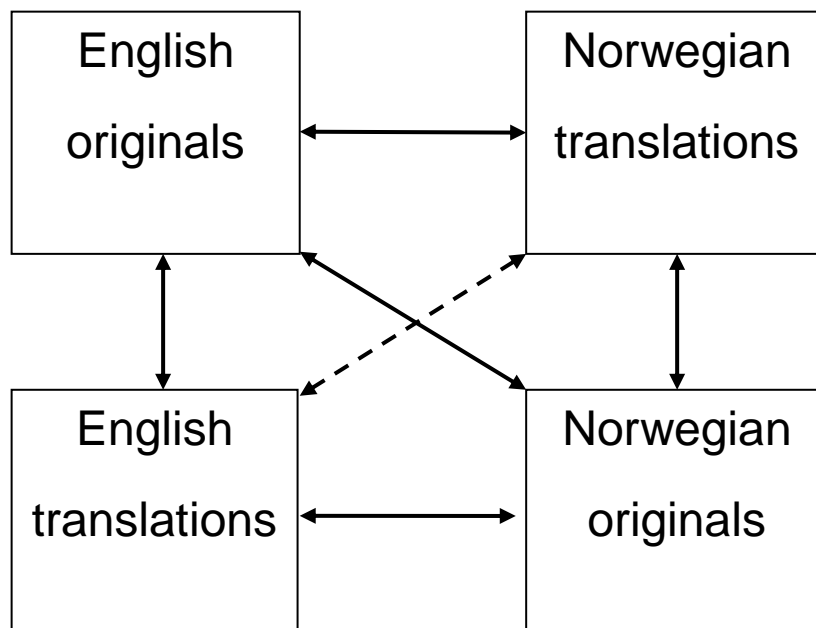 English
originals
Norwegian
translations
English
translations
Norwegian
originals